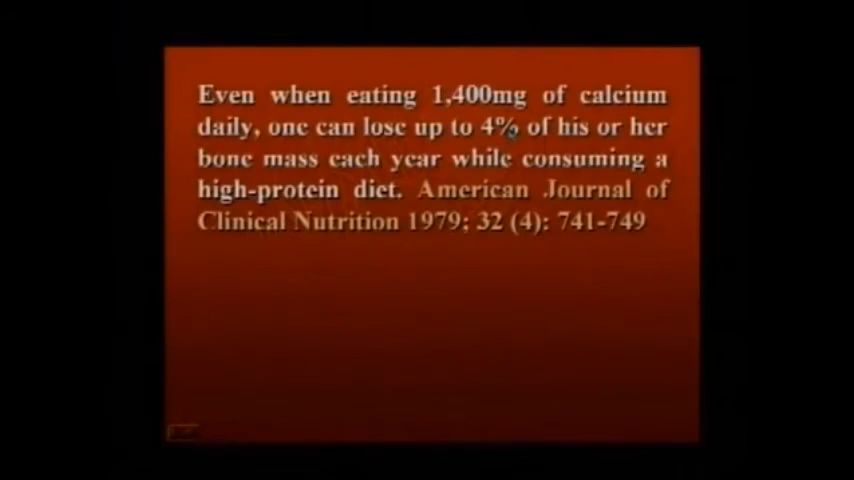 Even when eating 1,400mg of calcium
daily, one can lose up to 4% of his or her
bone mass each year while consuming a
high-protein diet. American Journal of
Clinical Nutrition 1979; 32 (4): 741-749